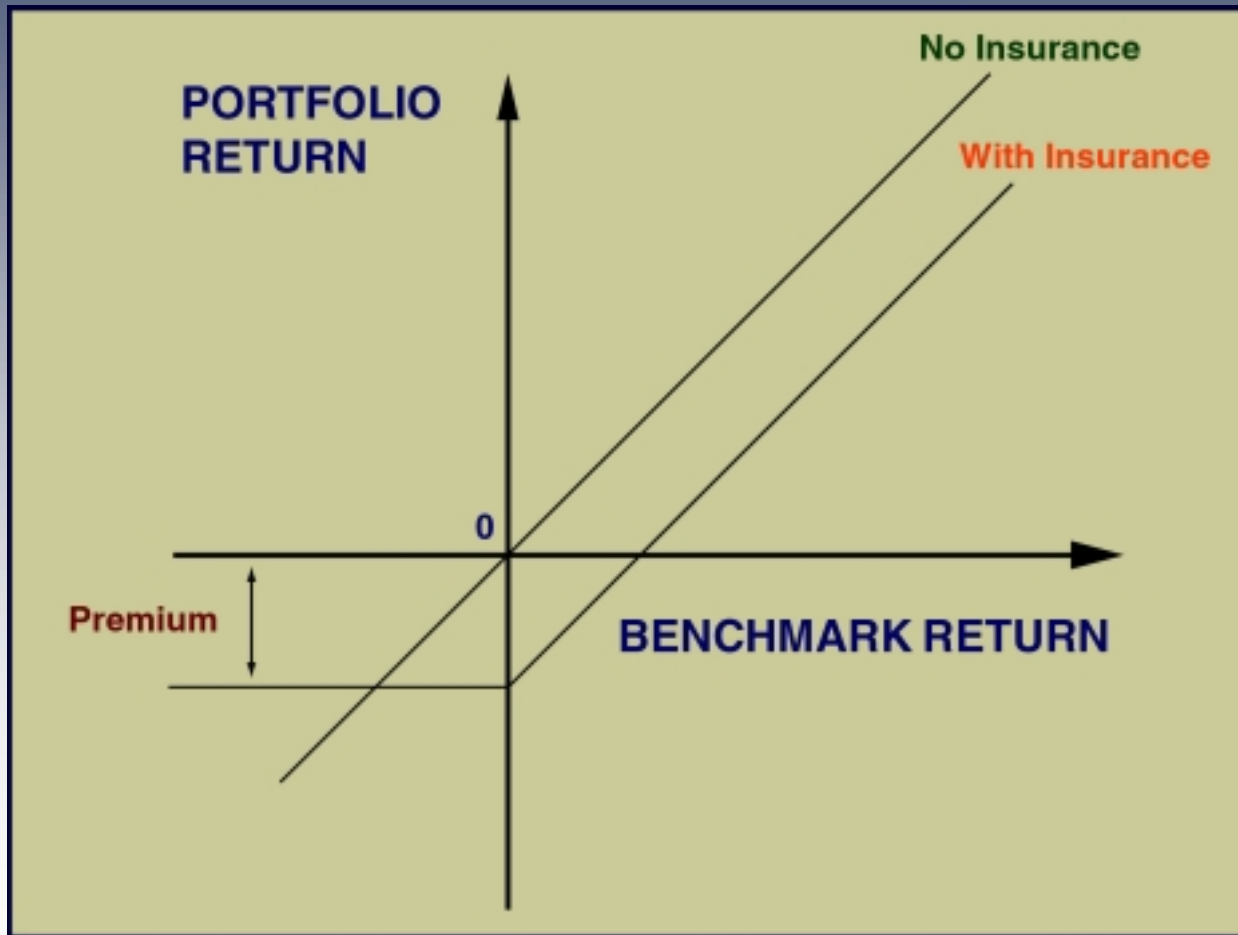 No Insurance
PORTFOLIO
RETURN
With Insurance
0
Premium
BENCHMARK RETURN